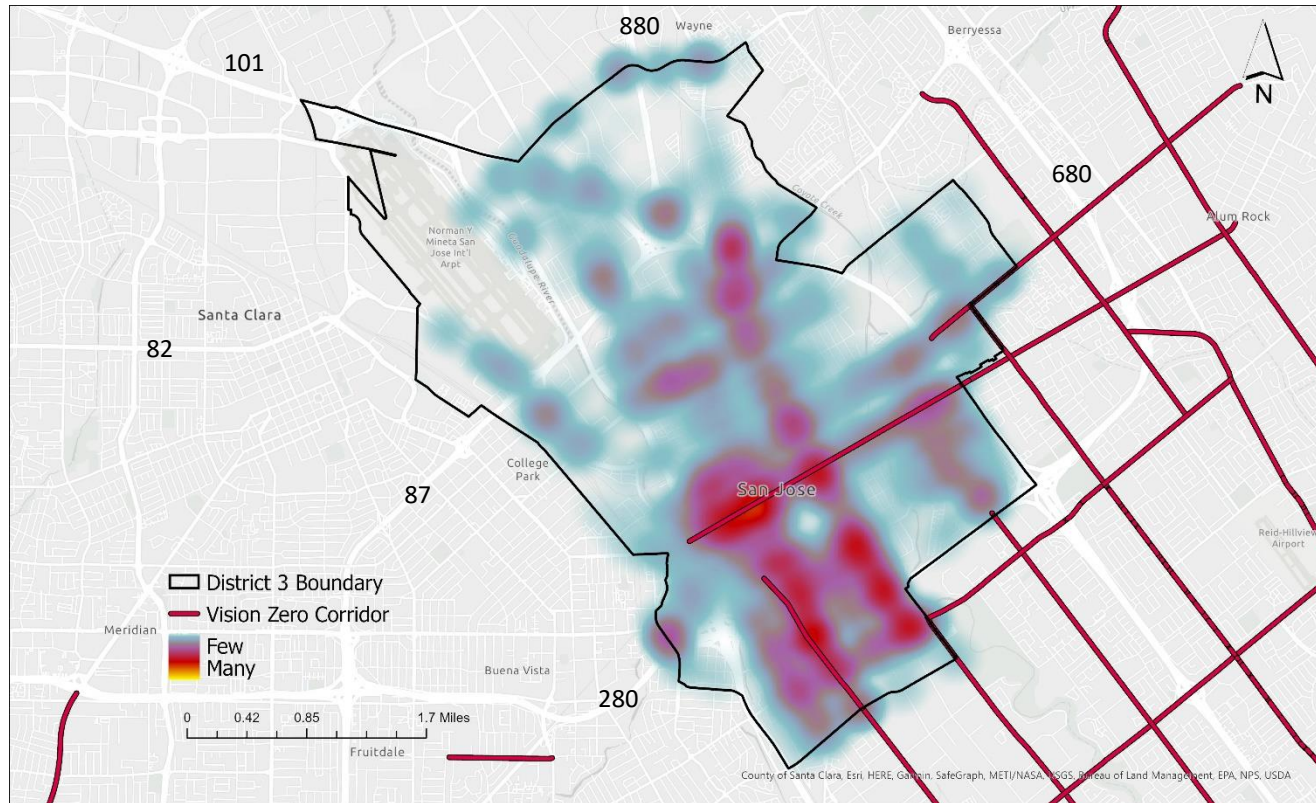 880
Wayne
Berryessa
101
N
680
Coyote Creek
Alum Rock
Norman Y
Mineta San
Jose Int'l
Arpt
Guadalupe River
Santa Clara
82
College
Park
87
San Jose
Reid-Hillview
Airport
District 3 Boundary
Vision Zero Corridor
Few
Many
Meridian
Buena Vista
280
0 0.42 0.85 1.7 Miles
Fruitdale
County of Santa Clara, Esri, HERE, Garmin, SafeGraph, METI/NASA, USGS, Bureau of Land Management, EPA, NPS, USDA